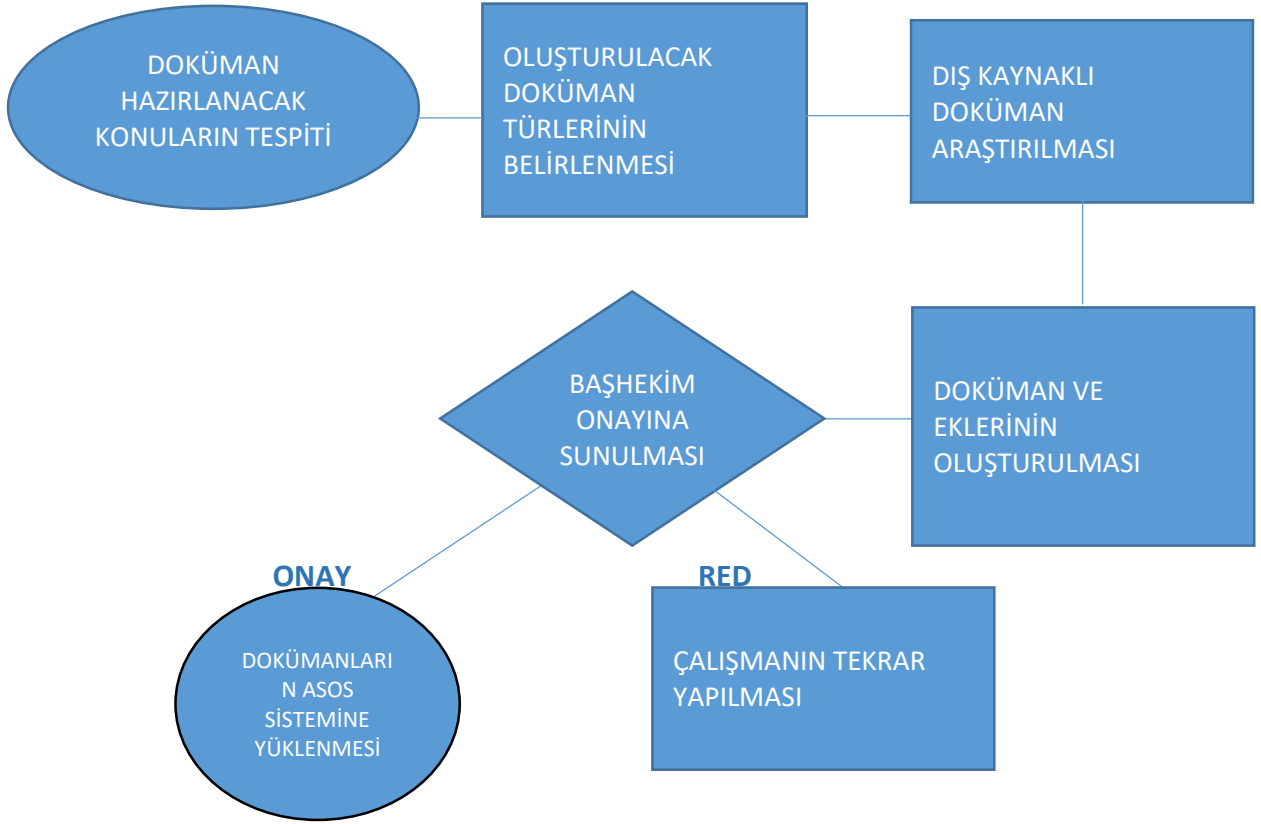 DOKÜMAN
HAZIRLANACAK
KONULARIN TESPİTİ
OLUŞTURULACAK
DOKÜMAN
TÜRLERİNİN
BELİRLENMESİ
DIŞ KAYNAKLI
DOKÜMAN
ARAŞTIRILMASI
DOKÜMAN VE
EKLERİNİN
OLUŞTURULMASI
BAŞHEKİM
ONAYINA
SUNULMASI
ONAY
RED
DOKÜMANLARI
N ASOS
SİSTEMİNE
YÜKLENMESİ
ÇALIŞMANIN TEKRAR
YAPILMASI